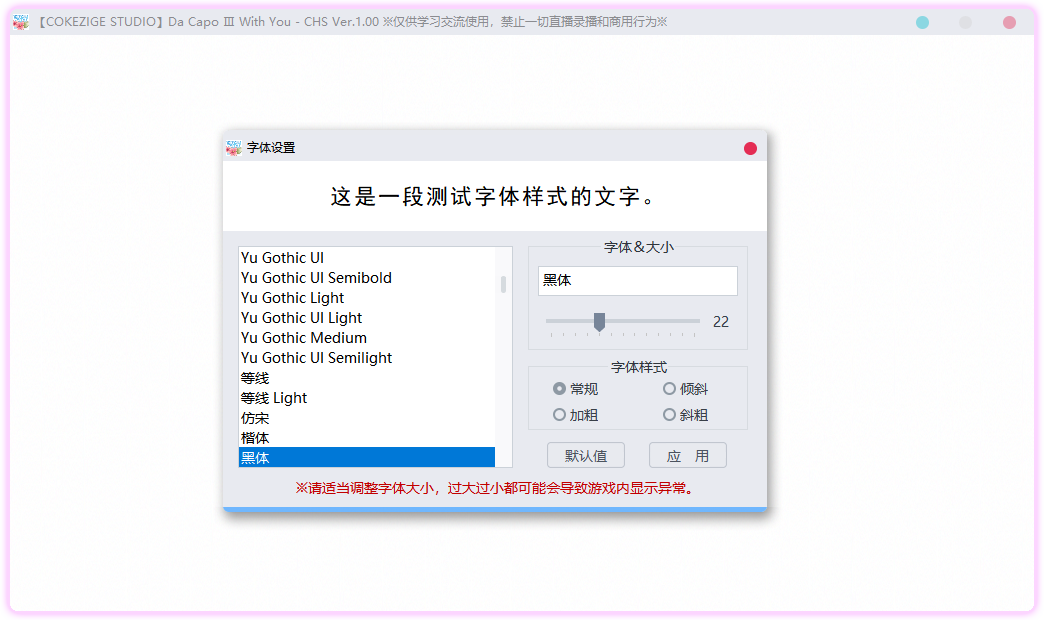 【COKEZIGE STUDIO】Da Capo Ⅲ With You - CHS Ver.1.00 ※仅供学习交流使用，禁止一切直播录播和商用行为※
字体设置
这是一段测试字体样式的文字。
Yu Gothic UI
Yu Gothic UI Semibold
Yu Gothic Light
Yu Gothic UI Light
Yu Gothic Medium
Yu Gothic UI Semilight
等线
等线 Light
仿宋
楷体
黑体
字体＆大小
黑体
22
字体样式
常规 倾斜
加粗 斜粗
默认值 应 用
※请适当调整字体大小，过大过小都可能会导致游戏内显示异常。